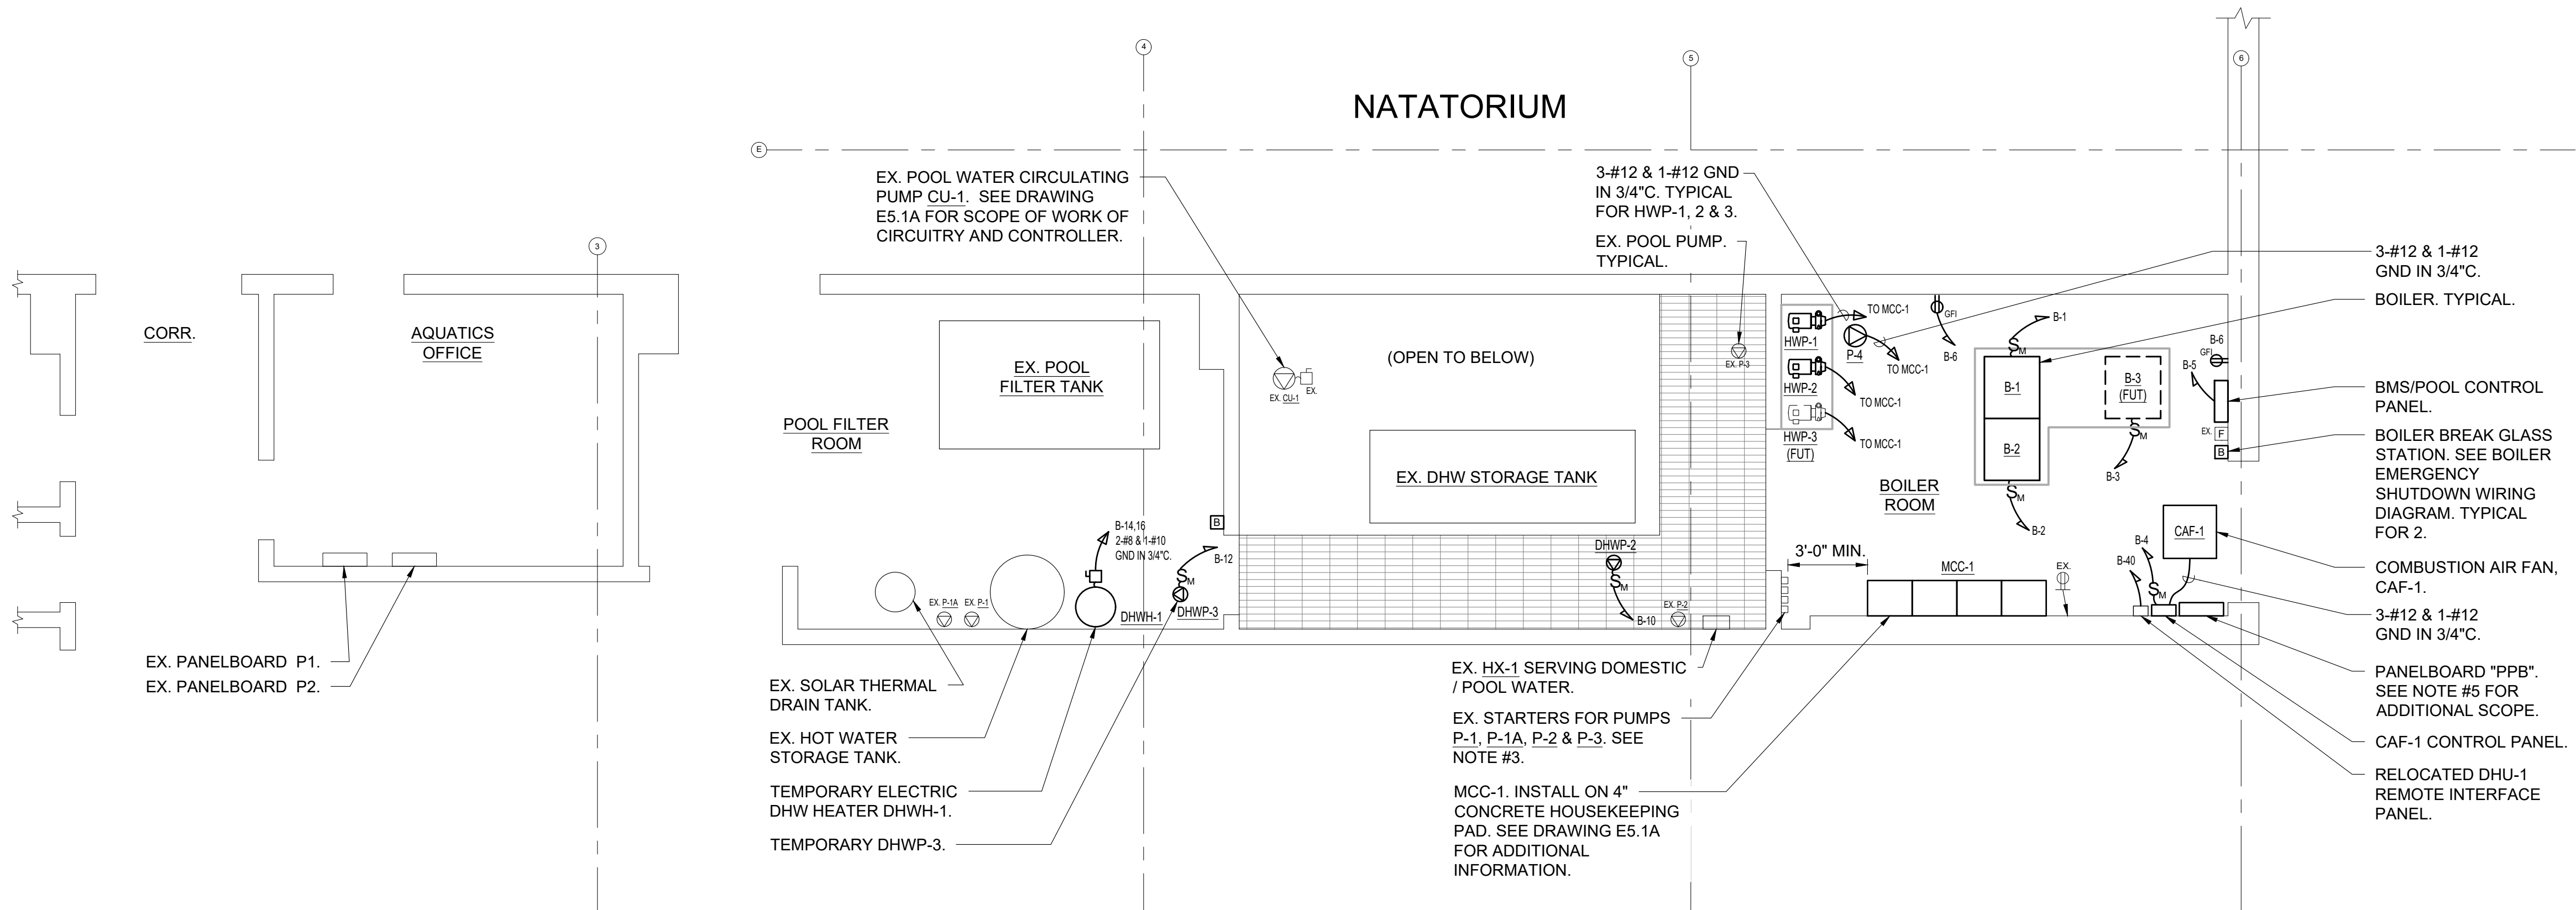 NATATORIUM
3
4
5
6
E
EX. POOL WATER CIRCULATING
PUMP CU-1. SEE DRAWING
E5.1A FOR SCOPE OF WORK OF
CIRCUITRY AND CONTROLLER.
3-#12 & 1-#12 GND
IN 3/4"C. TYPICAL
FOR HWP-1, 2 & 3.
EX. POOL PUMP.
TYPICAL.
CORR.
AQUATICS
OFFICE
EX. PANELBOARD P1.
EX. PANELBOARD P2.
EX. POOL
FILTER TANK
POOL FILTER
ROOM
EX. CU-1
EX.
(OPEN TO BELOW)
EX. DHW STORAGE TANK
EX. P-3
HWP-1
HWP-2
HWP-3
(FUT)
TO MCC-1
P-4
TO MCC-1
TO MCC-1
TO MCC-1
GFI
B-6
B-1
S M
B-1
B-2
S M
B-2
B-3
(FUT)
S M
B-3
BOILER
ROOM
B-6
GFI
B-5
EX. F
B
CAF-1
B-4
S M
B-40
EX.
MCC-1
3'-0" MIN.
B
B-14,16
2-#8 & 1-#10
GND IN 3/4"C.
B-12
S M
DHWH-1
DHWP-3
EX. P-1A
EX. P-1
DHWP-2
S M
B-10
EX. P-2
EX. SOLAR THERMAL
DRAIN TANK.
EX. HOT WATER
STORAGE TANK.
TEMPORARY ELECTRIC
DHW HEATER DHWH-1.
TEMPORARY DHWP-3.
EX. HX-1 SERVING DOMESTIC
/ POOL WATER.
EX. STARTERS FOR PUMPS
P-1, P-1A, P-2 & P-3. SEE
NOTE #3.
MCC-1. INSTALL ON 4"
CONCRETE HOUSEKEEPING
PAD. SEE DRAWING E5.1A
FOR ADDITIONAL
INFORMATION.
3-#12 & 1-#12
GND IN 3/4"C.
BOILER. TYPICAL.
BMS/POOL CONTROL
PANEL.
BOILER BREAK GLASS
STATION. SEE BOILER
EMERGENCY
SHUTDOWN WIRING
DIAGRAM. TYPICAL
FOR 2.
COMBUSTION AIR FAN,
CAF-1.
3-#12 & 1-#12
GND IN 3/4"C.
PANELBOARD "PPB".
SEE NOTE #5 FOR
ADDITIONAL SCOPE.
CAF-1 CONTROL PANEL.
RELOCATED DHU-1
REMOTE INTERFACE
PANEL.